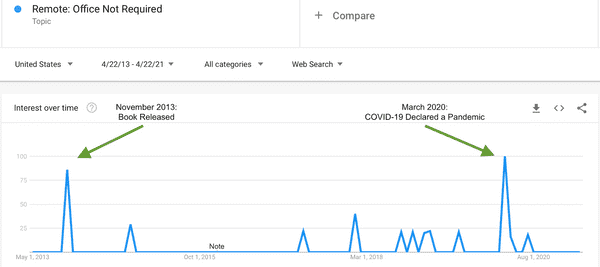 Remote: Office Not Required
Topic
+ Compare
United States
4/22/13 - 4/22/21
All categories
Web Search
Interest over time
November 2013:
Book Released
March 2020:
COVID-19 Declared a Pandemic
100
75
50
25
Note
May 1, 2013
Oct 1, 2015
Mar 1, 2018
Aug 1, 2020